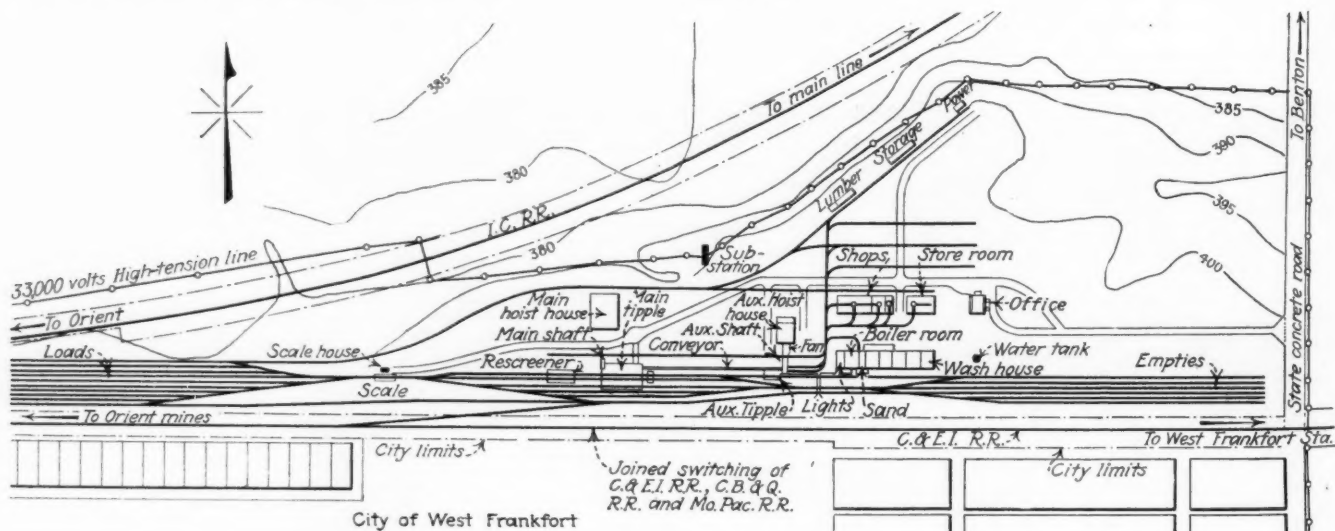 385
To main line
Power
385
To Benton
390
380
Storage
Lumber
395
I.C. R.R.
380
Sub-
station
400
33,000 volts High-tension line
Shops
Store room
To Orient
Main
hoist house
Main
tipple
Aux. hoist
house
Office
Main shaft
Aux. Shaft
Fan
Boiler room
State concrete road
Loads
Scale house
Rescreener
Conveyor
Water tank
Wash house
Empties
Scale
Aux. Tipple
Lights
Sand
To Orient mines
C.& E.I. R.R.
To West Frankfort Sta.
City limits
City limits
Joined switching of
C.& E.I. R.R., C.B. & Q.
R.R. and Mo. Pac. R.R.
City of West Frankfort